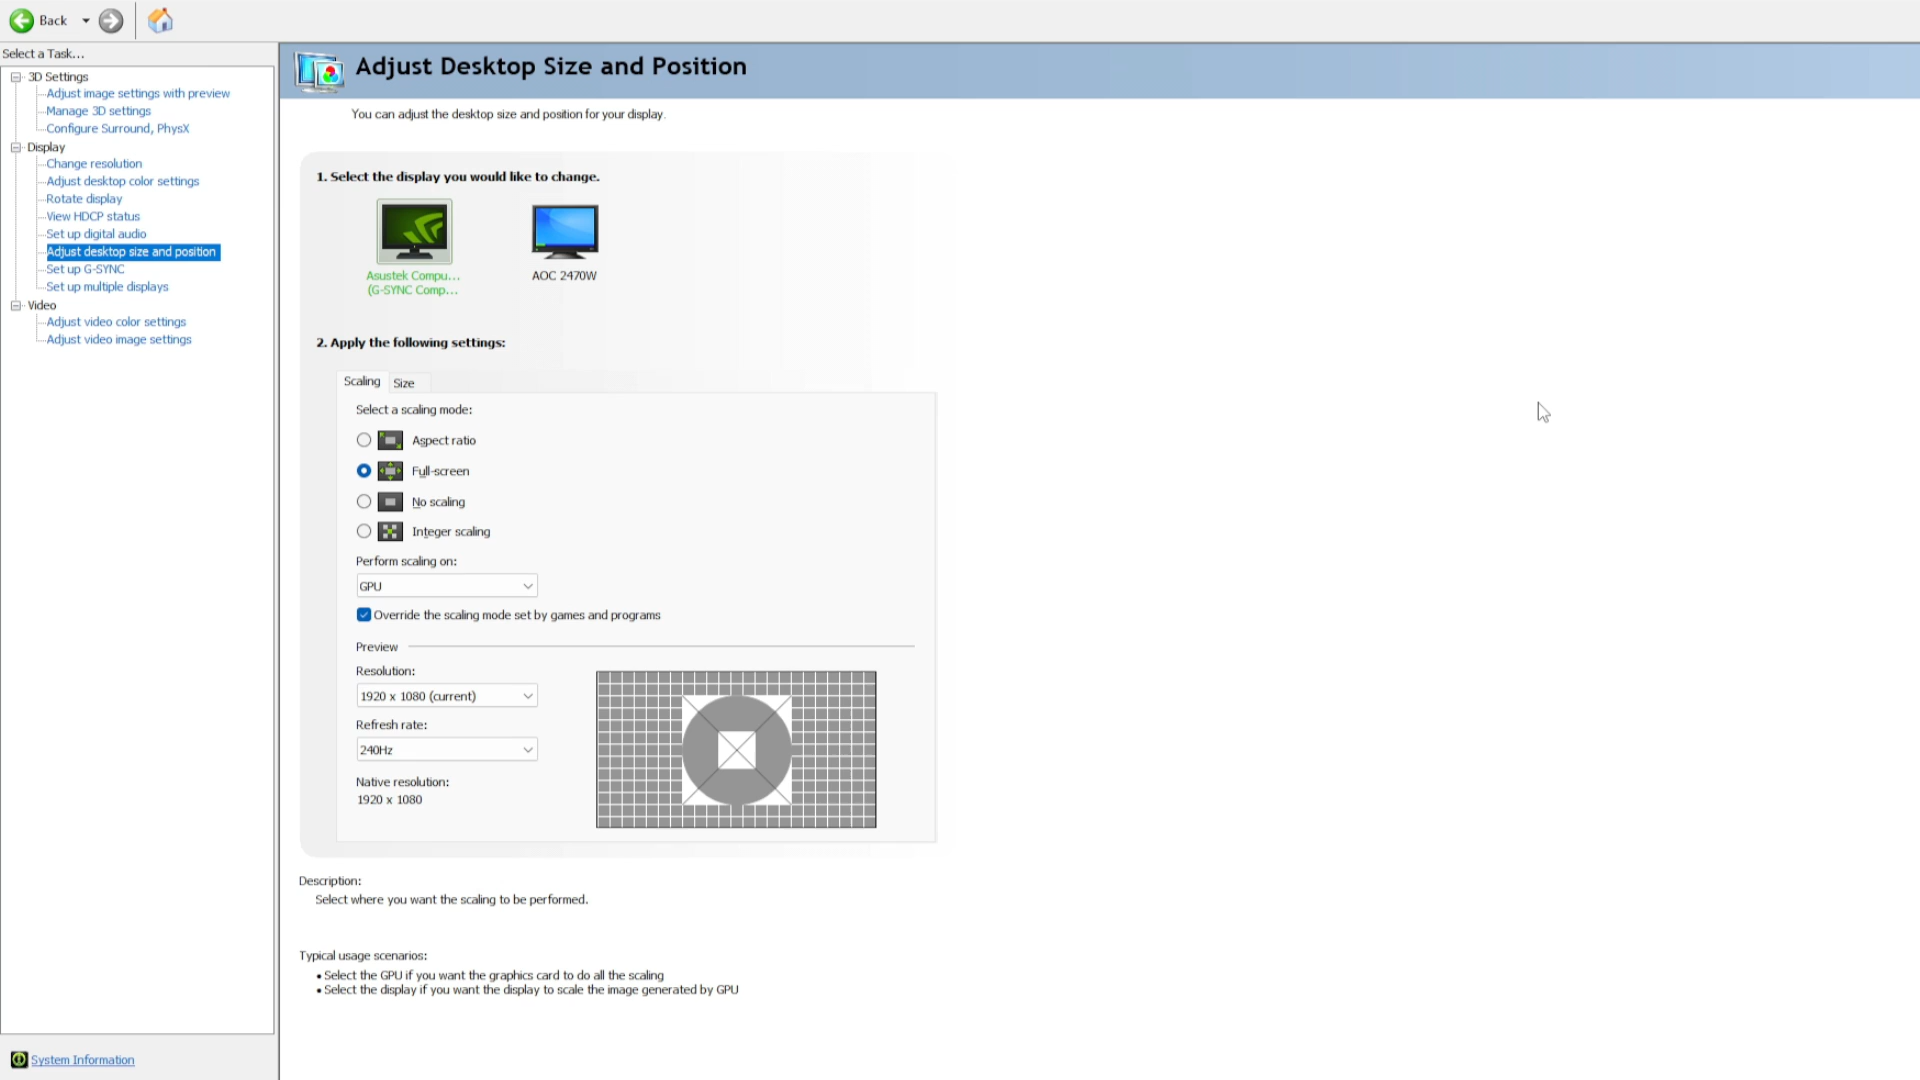 Back
Select a Task...
3D Settings
Adjust image settings with preview
Manage 3D settings
Configure Surround, PhysX
Display
Change resolution
Adjust desktop color settings
Rotate display
View HDCP status
Set up digital audio
Adjust desktop size and position
Set up G-SYNC
Set up multiple displays
Video
Adjust video color settings
Adjust video image settings
System Information
Adjust Desktop Size and Position
You can adjust the desktop size and position for your display.
1. Select the display you would like to change.
Asustek Compu...
(G-SYNC Comp...
AOC 2470W
2. Apply the following settings:
Scaling Size
Select a scaling mode:
Aspect ratio
Full-screen
No scaling
Integer scaling
Perform scaling on:
GPU
Override the scaling mode set by games and programs
Preview
Resolution:
1920 x 1080 (current)
Refresh rate:
240Hz
Native resolution:
1920 x 1080
Description:
Select where you want the scaling to be performed.
Typical usage scenarios:
• Select the GPU if you want the graphics card to do all the scaling
• Select the display if you want the display to scale the image generated by GPU